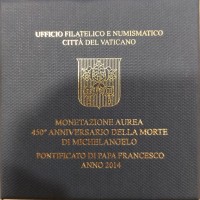 UFFICIO FILATELICO E NUMISMATICO
CITTÀ DEL VATICANO
MONETAZIONE AUREA
450° ANNIVERSARIO DELLA MORTE
DI MICHELANGELO
PONTIFICATO DI PAPA FRANCESCO
ANNO 2014